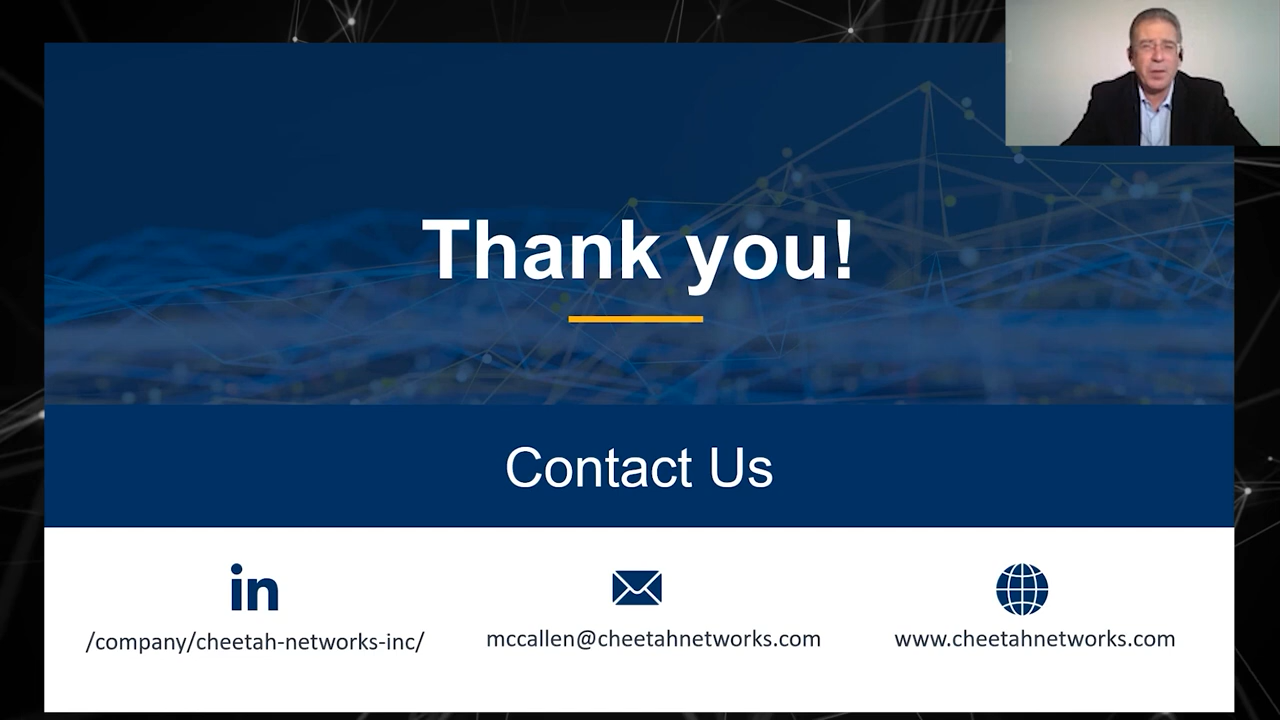 Thank you!
Contact Us
in
/company/cheetah-networks-inc/
mccallen@cheetahnetworks.com
www.cheetahnetworks.com